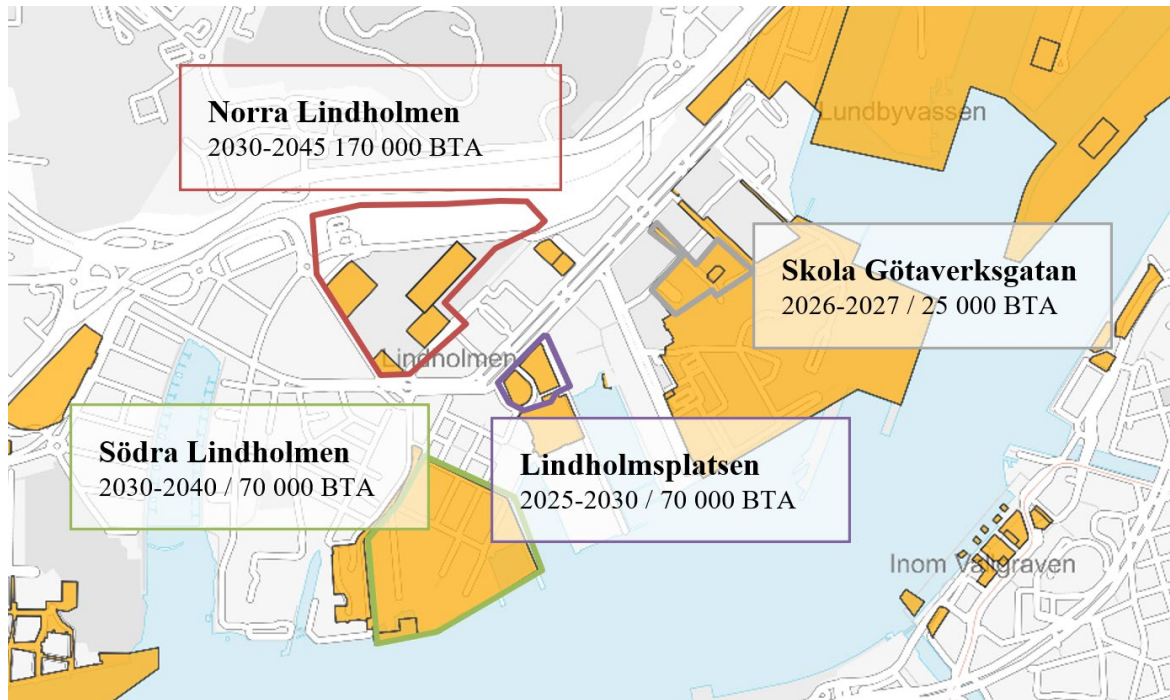 Norra Lindholmen
2030-2045 170 000 BTA
Lundbyvassen
Skola Götaverksgatan
2026-2027 / 25 000 BTA
Lindholmen
Södra Lindholmen
2030-2040 / 70 000 BTA
Lindholmsplatsen
2025-2030 / 70 000 BTA
Inom Vallgraven